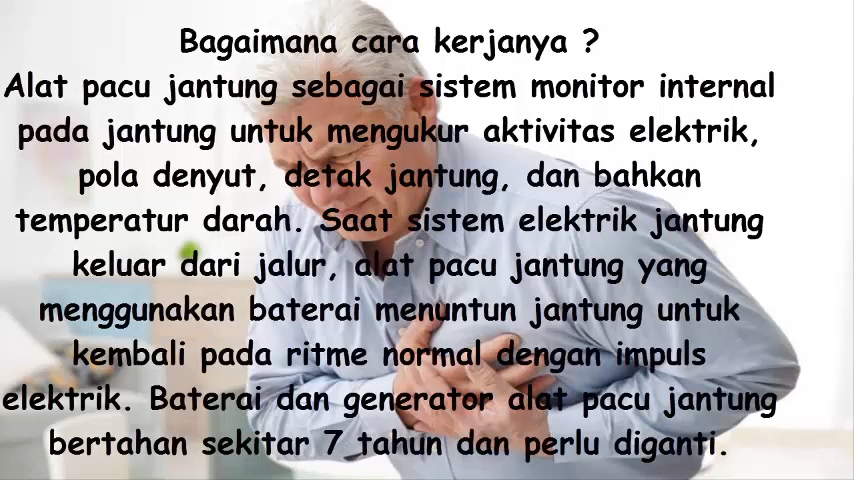 Bagaimana cara kerjanya ?
Alat pacu jantung sebagai sistem monitor internal
pada jantung untuk mengukur aktivitas elektrik,
pola denyut, detak jantung, dan bahkan
temperatur darah. Saat sistem elektrik jantung
keluar dari jalur, alat pacu jantung yang
menggunakan baterai menuntun jantung untuk
kembali pada ritme normal dengan impuls
elektrik. Baterai dan generator alat pacu jantung
bertahan sekitar 7 tahun dan perlu diganti.